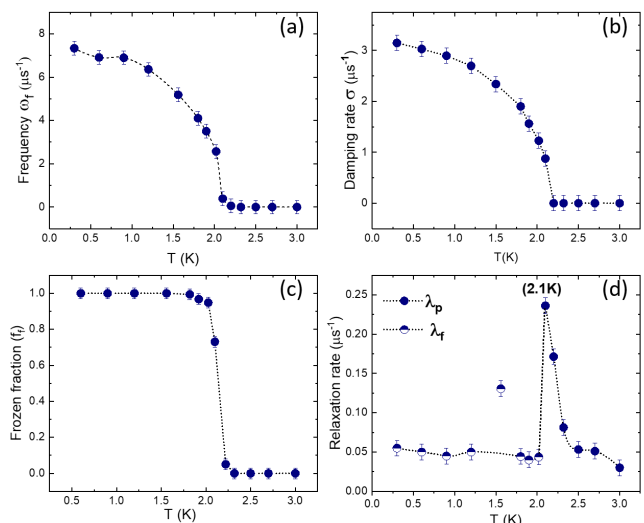 (a)
Frequency ω_f (μs⁻¹)
8
6
4
2
0
0.0 0.5 1.0 1.5 2.0 2.5 3.0
T (K)
(b)
Damping rate σ (μs⁻¹)
3
2
1
0
0.0 0.5 1.0 1.5 2.0 2.5 3.0
T(K)
(c)
Frozen fraction (f_f)
1.0
0.8
0.6
0.4
0.2
0.0
0.5 1.0 1.5 2.0 2.5 3.0
T (K)
(d)
(2.1K)
λ_p
λ_f
Relaxation rate (μs⁻¹)
0.25
0.20
0.15
0.10
0.05
0.00
0.0 0.5 1.0 1.5 2.0 2.5 3.0
T (K)